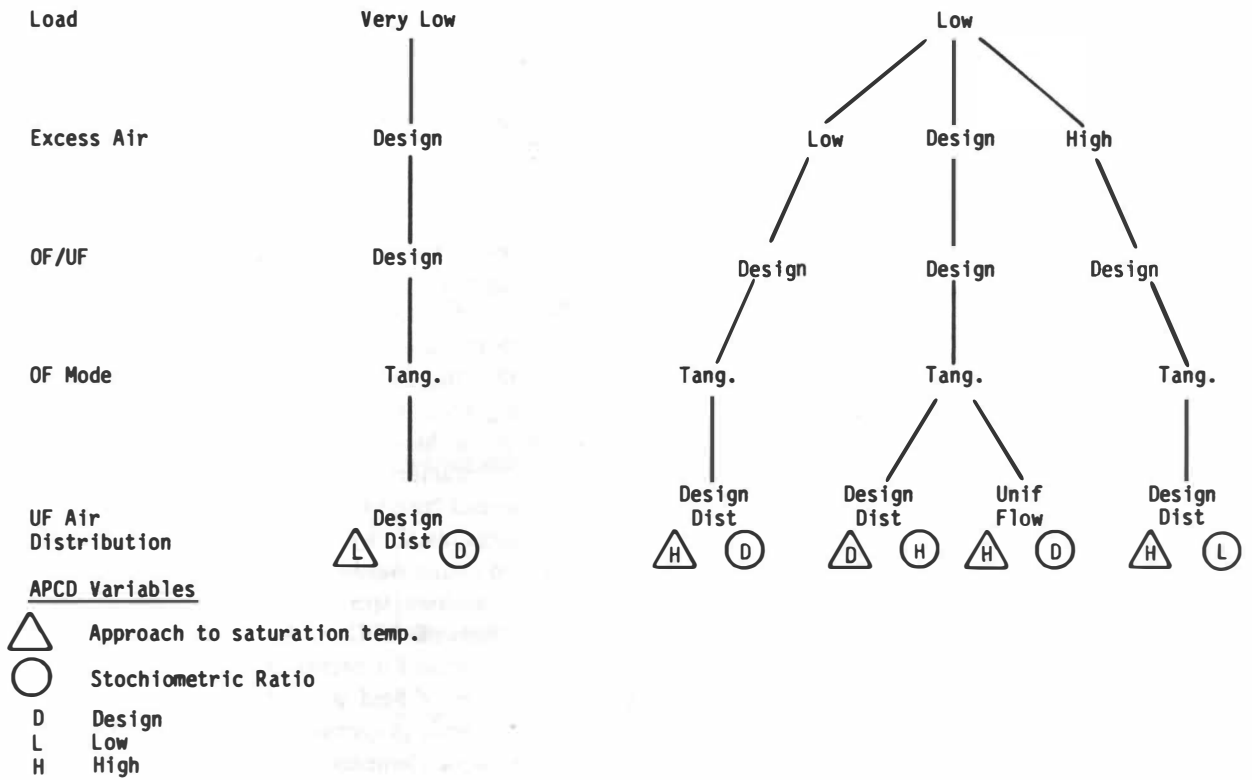 Load Very Low Low
Excess Air Design Low Design High
OF/UF Design Design Design Design
OF Mode Tang. Tang. Tang. Tang.
Design Design Design Unif Design
UF Air Dist Dist Dist Flow Dist
Distribution L D H D D H H D H L
APCD Variables
Approach to saturation temp.
Stochiometric Ratio
D Design
L Low
H High